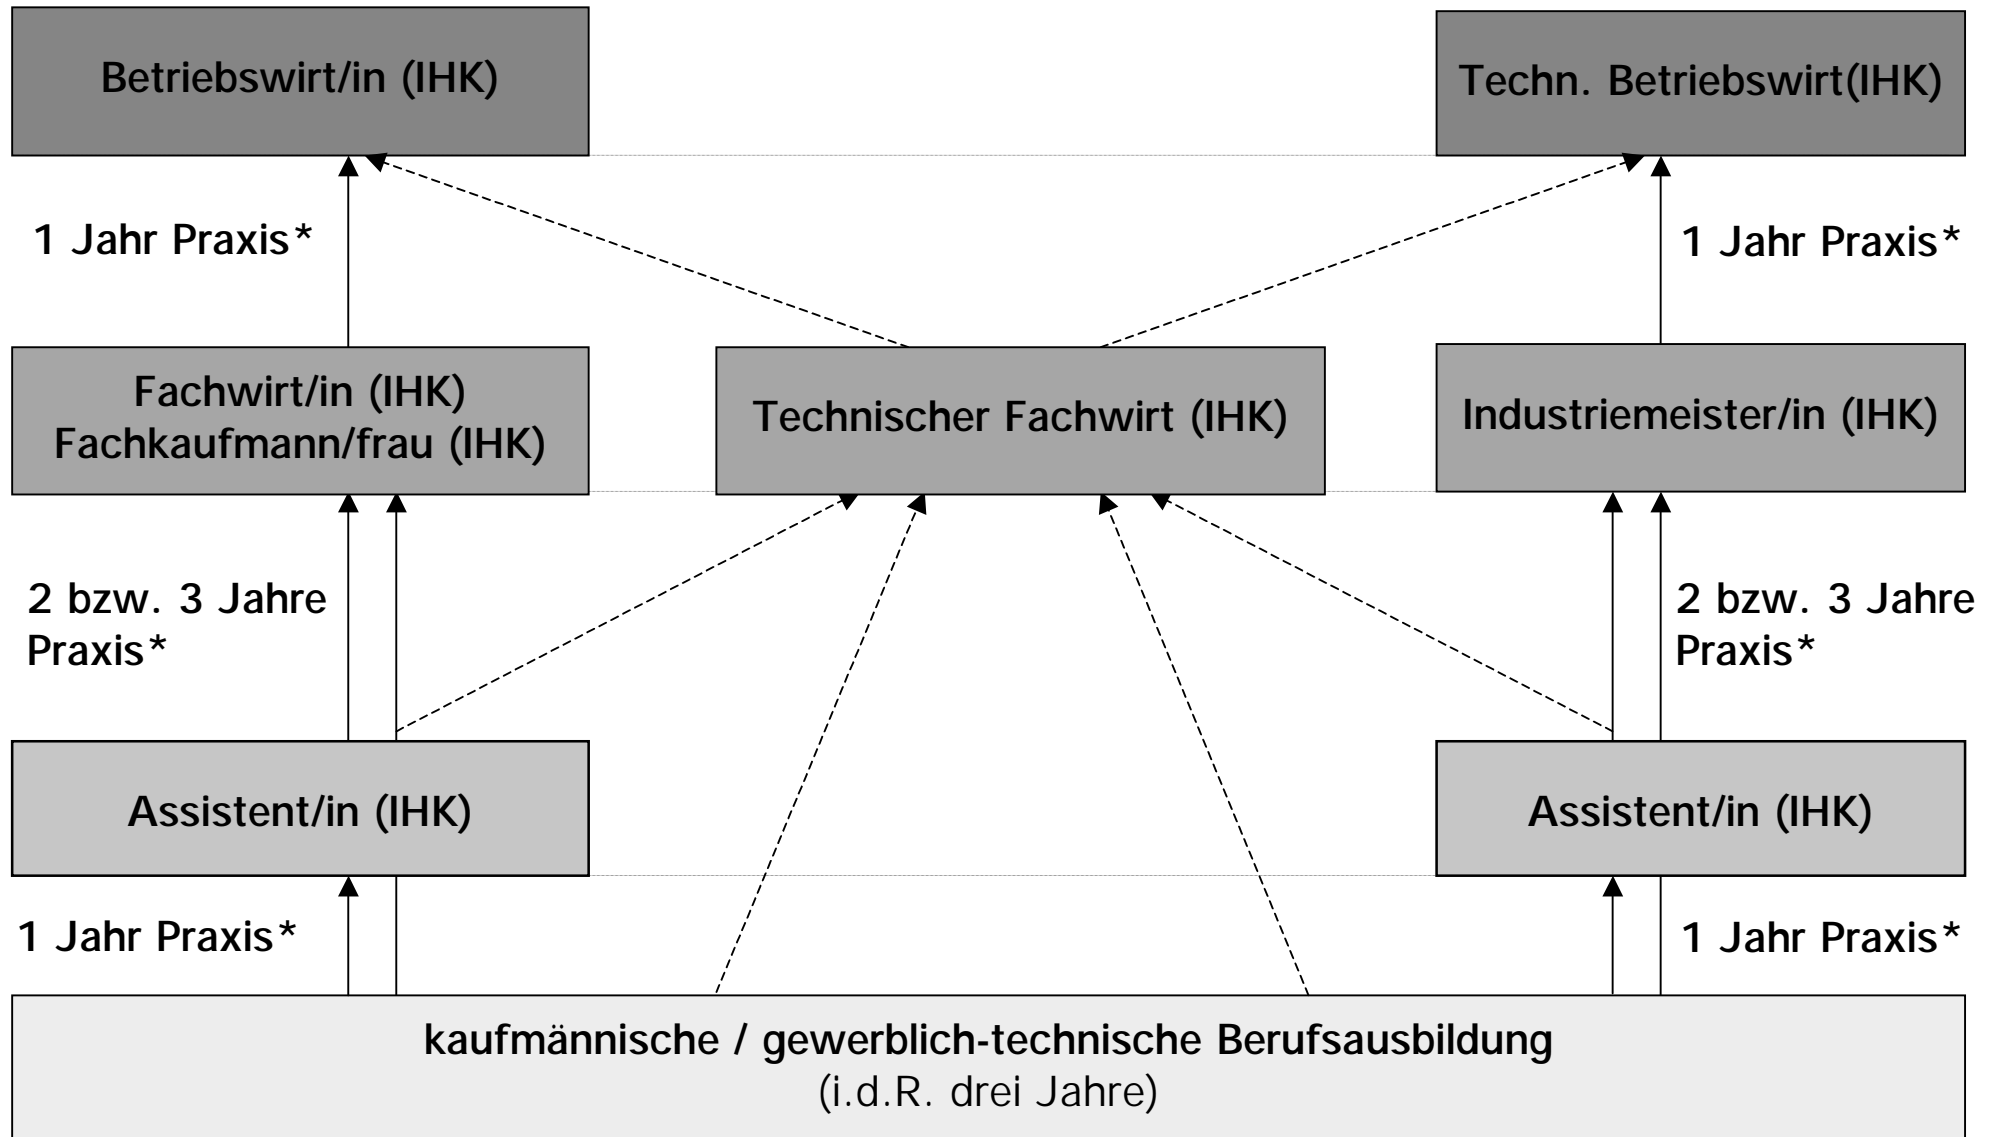 Betriebswirt/in (IHK)
Techn. Betriebswirt(IHK)
1 Jahr Praxis*
1 Jahr Praxis*
Fachwirt/in (IHK)
Fachkaufmann/frau (IHK)
Technischer Fachwirt (IHK)
Industriemeister/in (IHK)
2 bzw. 3 Jahre
Praxis*
2 bzw. 3 Jahre
Praxis*
Assistent/in (IHK)
Assistent/in (IHK)
1 Jahr Praxis*
1 Jahr Praxis*
kaufmännische / gewerblich-technische Berufsausbildung
(i.d.R. drei Jahre)